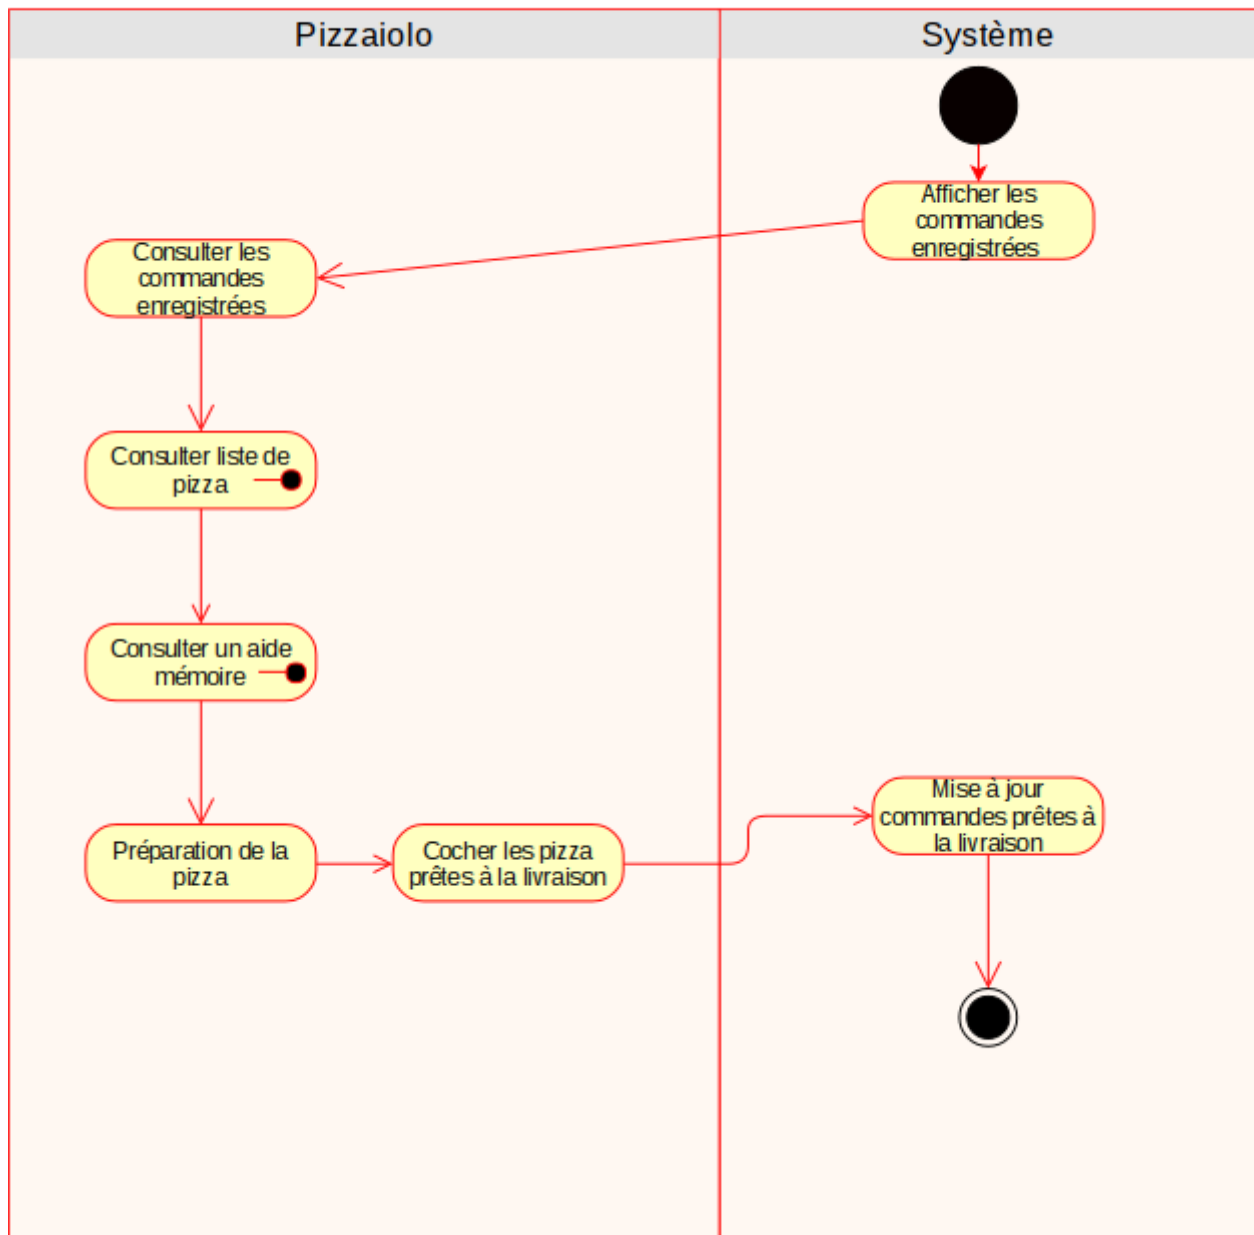 Pizzaiolo
Système
Afficher les
commandes
enregistrées
Consulter les
commandes
enregistrées
Consulter liste de
pizza
Consulter un aide
mémoire
Préparation de la
pizza
Cocher les pizza
prêtes à la livraison
Mise à jour
commandes prêtes à
la livraison